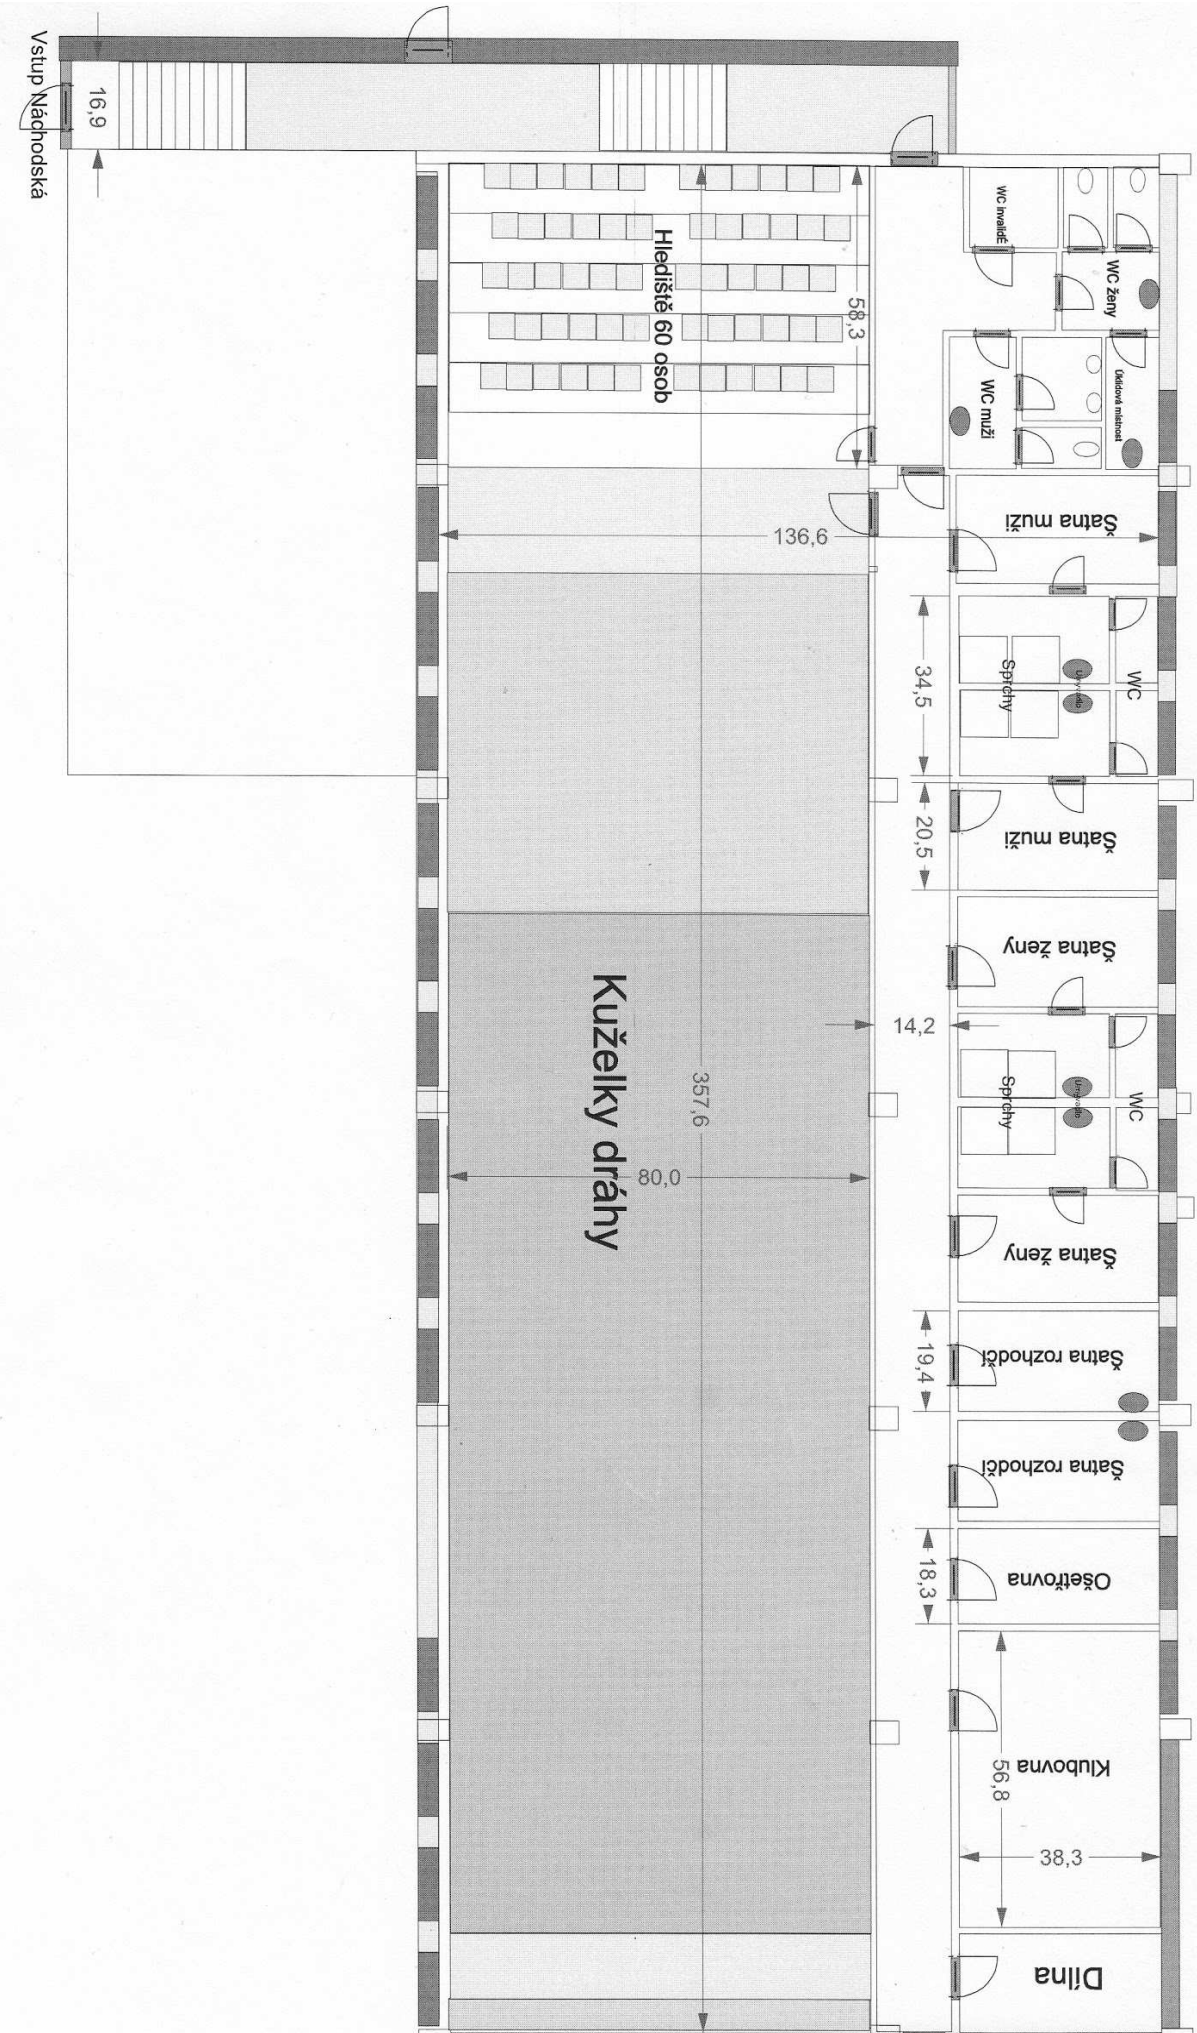 Vstup Náchodská
16,9
Hlediště 60 osob
58,3
WC invalidé
WC ženy
WC muži
Úklidová místnost
136,6
Šatna muži
34,5
Sprchy
Umyvadlo
WC
20,5
Šatna muži
Šatna ženy
14,2
Kuželky dráhy
357,6
80,0
Sprchy
Umyvadlo
WC
Šatna ženy
19,4
Šatna rozhodčí
Šatna rozhodčí
18,3
Ošetřovna
Klubovna
56,8
38,3
Dílna